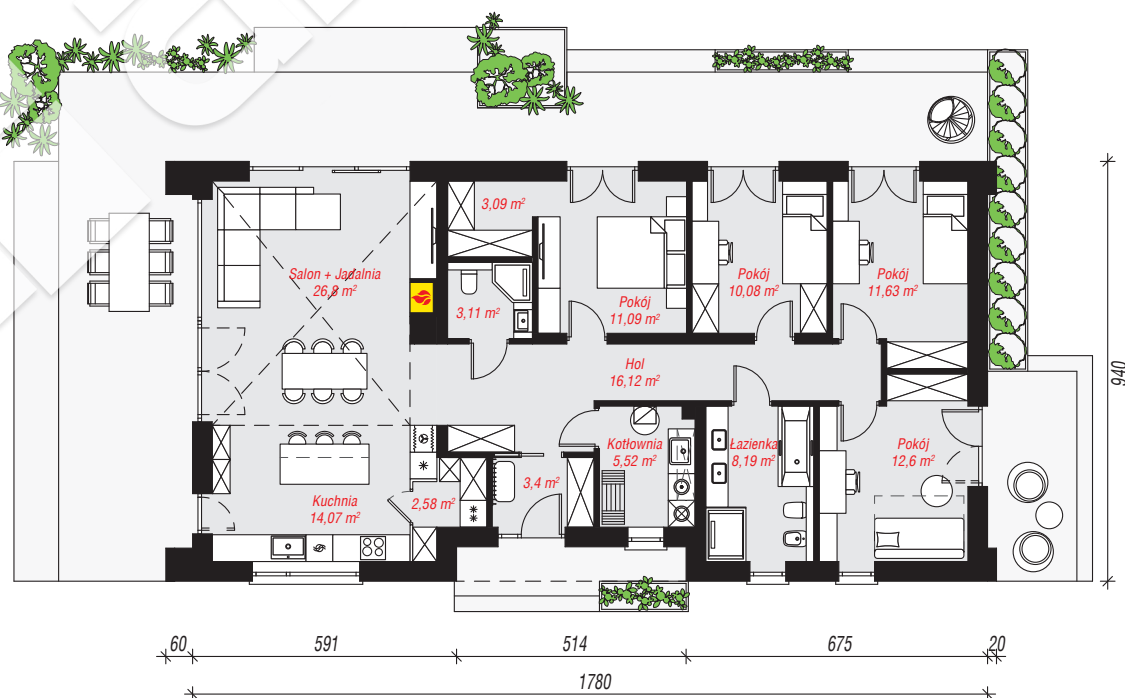 3,09 m²
Salon + Jadalnia
26,8 m²
3,11 m²
Pokój
11,09 m²
Pokój
10,08 m²
Pokój
11,63 m²
Hol
16,12 m²
Kotłownia
5,52 m²
Łazienka
8,19 m²
Pokój
12,6 m²
Kuchnia
14,07 m²
2,58 m²
3,4 m²
940
60
591
514
675
20
1780